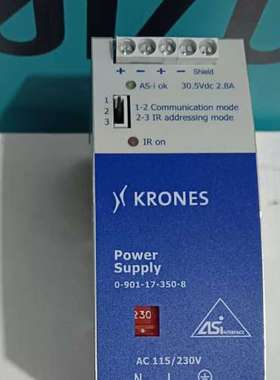 + - + - Shield
AS-i ok 30.5Vdc 2.8A
1
2
3
1-2 Communication mode
2-3 IR addressing mode
IR on
KRONES
Power
Supply
0-901-17-350-8
230
ASi
INTERFACE
AC 115/230V
N L